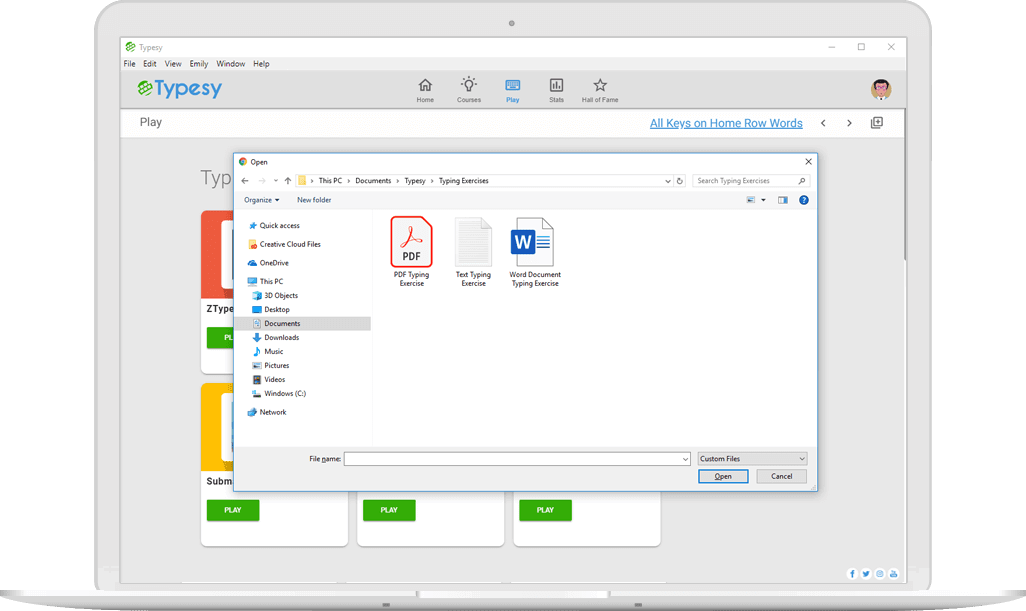 Typesy
File Edit View Emily Window Help
Typesy
Home Courses Play Stats Hall of Fame
Play All Keys on Home Row Words
Typ
Open
This PC > Documents > Typesy > Typing Exercises Search Typing Exercises
Organize New folder
Quick access
Creative Cloud Files
OneDrive
This PC
3D Objects
Desktop
Documents
Downloads
Music
Pictures
Videos
Windows (C:)
Network
PDF
PDF Typing
Exercise
Text Typing
Exercise
W
Word Document
Typing Exercise
ZType
PL
File name: Custom Files
Open Cancel
Subm
PLAY PLAY PLAY